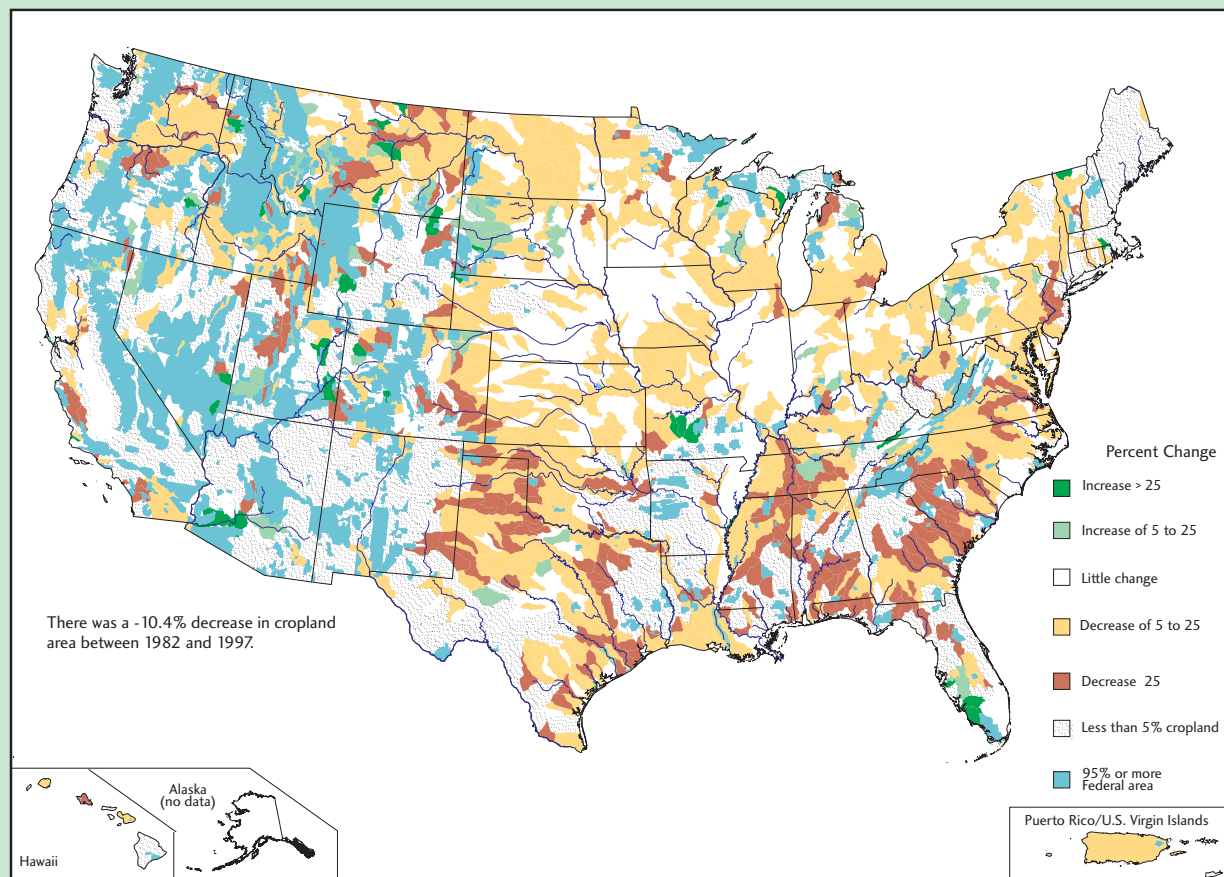 Percent Change
Increase > 25
Increase of 5 to 25
Little change
Decrease of 5 to 25
Decrease 25
Less than 5% cropland
95% or more
Federal area
There was a -10.4% decrease in cropland
area between 1982 and 1997.
Alaska
(no data)
Hawaii
Puerto Rico/U.S. Virgin Islands